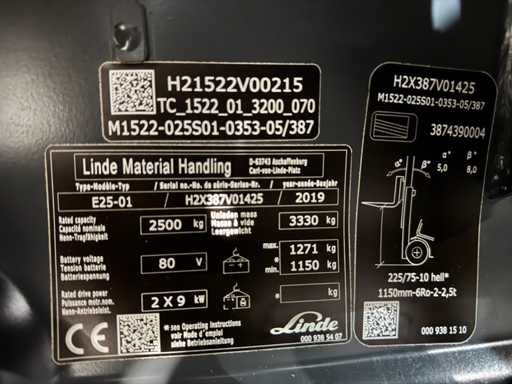 H21522V00215
TC_1522_01_3200_070
M1522-025S01-0353-05/387
Linde Material Handling
D-63743 Aschaffenburg
Carl-von-Linde-Platz
Type-Modèle-Typ / Serial no.-No. de série-Serien-Nr. / year-année-Baujahr
E25-01 / H2X387V01425 / 2019
Rated capacity
Capacité nominale
Nenn-Tragfähigkeit
2500 kg
Unladen mass
Masse à vide
Leergewicht
3330 kg
Battery voltage
Tension batterie
Batteriespannung
80 V
max. 1271 kg
min. 1150 kg
Rated drive power
Puissance motr.nom.
Nenn-Antriebsleist.
2 X 9 kW
* kg
CE
* see Operating Instructions
voir Mode d'emploi
siehe Betriebsanleitung
Linde
000 938 54 07
H2X387V01425
M1522-025S01-0353-05/387
3874390004
α° β°
5,0 8,0
α° β°
225/75-10 hell*
1150mm-6Ro-2-2,5t
000 938 15 10